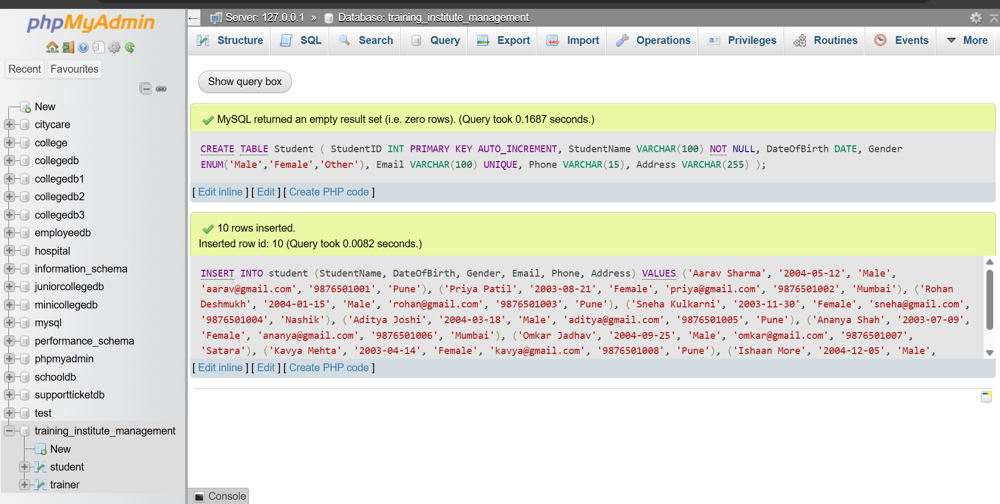 phpMyAdmin
Recent Favourites
New
citycare
college
collegedb
collegedb1
collegedb2
collegedb3
employeedb
hospital
information_schema
juniorcollegedb
minicollegedb
mysql
performance_schema
phpmyadmin
schooldb
supportticketdb
test
training_institute_management
New
student
trainer
← Server: 127.0.0.1 » Database: training_institute_management
Structure SQL Search Query Export Import Operations Privileges Routines Events More
Show query box
MySQL returned an empty result set (i.e. zero rows). (Query took 0.1687 seconds.)
CREATE TABLE Student ( StudentID INT PRIMARY KEY AUTO_INCREMENT, StudentName VARCHAR(100) NOT NULL, DateOfBirth DATE, Gender
ENUM('Male','Female','Other'), Email VARCHAR(100) UNIQUE, Phone VARCHAR(15), Address VARCHAR(255) );
[ Edit inline ] [ Edit ] [ Create PHP code ]
10 rows inserted.
Inserted row id: 10 (Query took 0.0082 seconds.)
INSERT INTO student (StudentName, DateOfBirth, Gender, Email, Phone, Address) VALUES ('Aarav Sharma', '2004-05-12', 'Male',
'aarav@gmail.com', '9876501001', 'Pune'), ('Priya Patil', '2003-08-21', 'Female', 'priya@gmail.com', '9876501002', 'Mumbai'), ('Rohan
Deshmukh', '2004-01-15', 'Male', 'rohan@gmail.com', '9876501003', 'Pune'), ('Sneha Kulkarni', '2003-11-30', 'Female', 'sneha@gmail.com',
'9876501004', 'Nashik'), ('Aditya Joshi', '2004-03-18', 'Male', 'aditya@gmail.com', '9876501005', 'Pune'), ('Ananya Shah', '2003-07-09',
'Female', 'ananya@gmail.com', '9876501006', 'Mumbai'), ('Omkar Jadhav', '2004-09-25', 'Male', 'omkar@gmail.com', '9876501007',
'Satara'), ('Kavya Mehta', '2003-04-14', 'Female', 'kavya@gmail.com', '9876501008', 'Pune'), ('Ishaan More', '2004-12-05', 'Male',
[ Edit inline ] [ Edit ] [ Create PHP code ]
Console